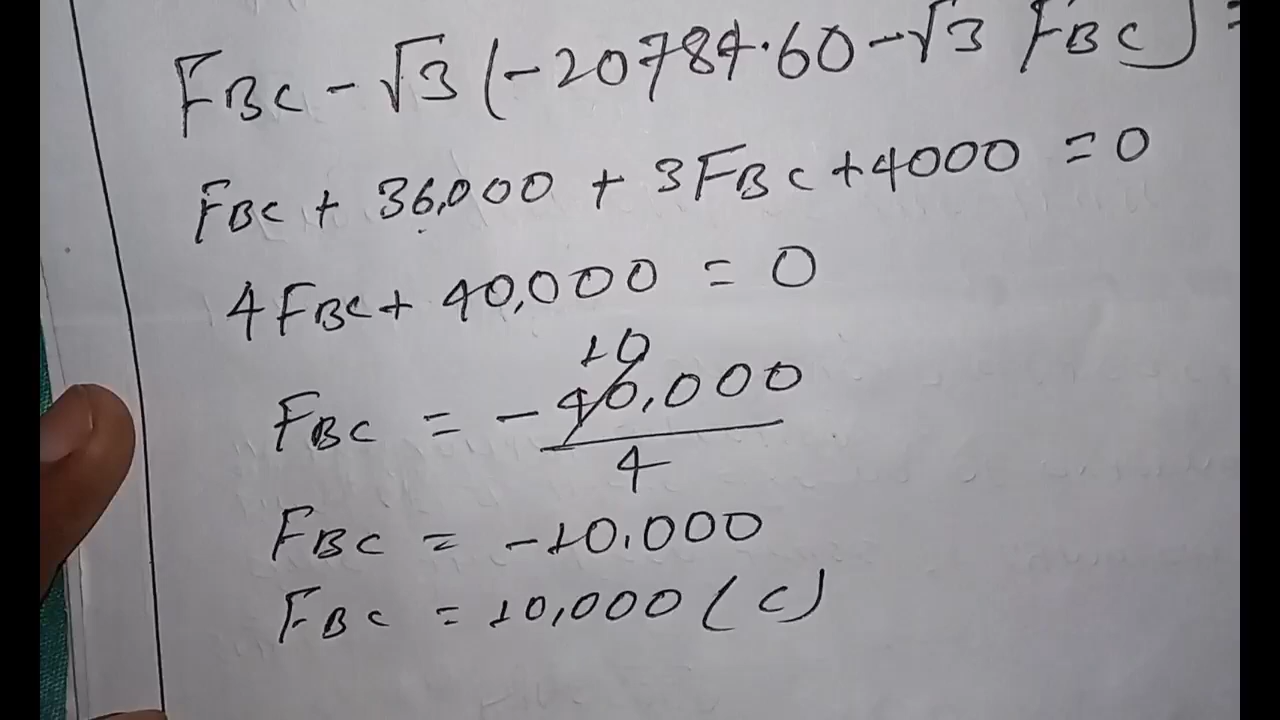 FBC - √3 (-20784.60 - √3 FBC) =
FBC + 36,000 + 3FBC + 4000 = 0
4FBC + 40,000 = 0
10
FBC = - 40,000
4
FBC = -10.000
FBC = 10,000 (C)